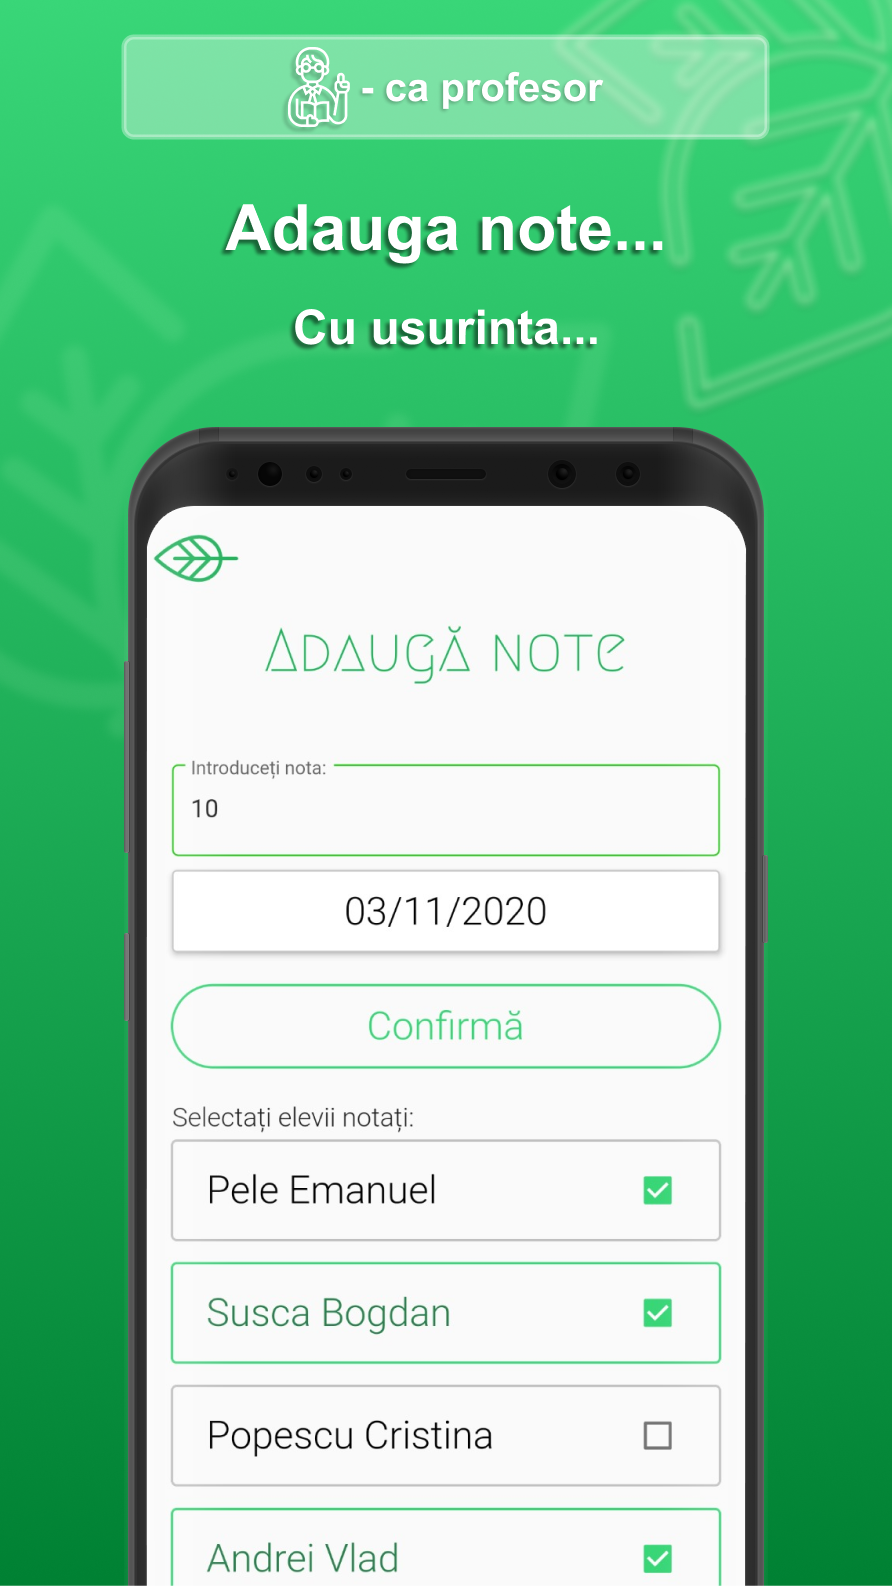 - ca profesor
Adauga note...
Cu usurinta...
Adaugă note
Introduceți nota:
10
03/11/2020
Confirmă
Selectați elevii notați:
Pele Emanuel
Susca Bogdan
Popescu Cristina
Andrei Vlad